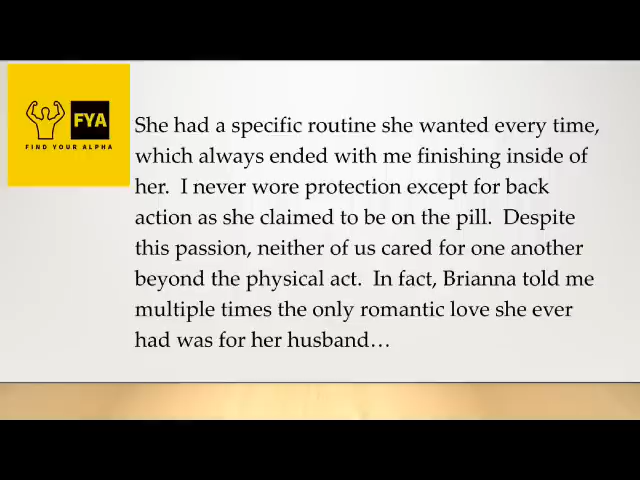 FYA
FIND YOUR ALPHA
She had a specific routine she wanted every time,
which always ended with me finishing inside of
her.  I never wore protection except for back
action as she claimed to be on the pill.  Despite
this passion, neither of us cared for one another
beyond the physical act.  In fact, Brianna told me
multiple times the only romantic love she ever
had was for her husband…